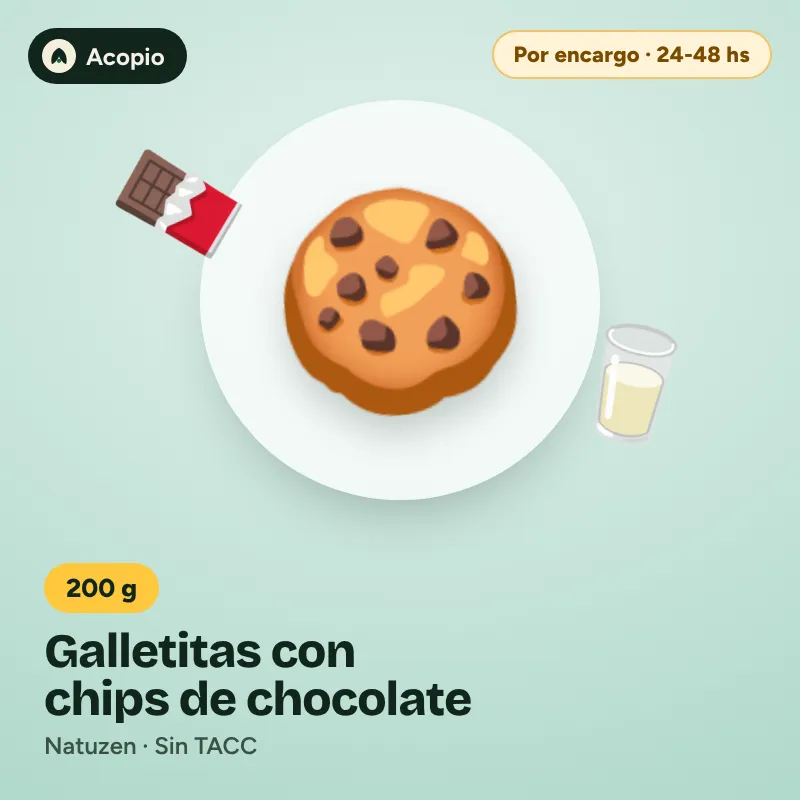 Acopio
Por encargo · 24-48 hs
200 g
Galletitas con
chips de chocolate
Natuzen · Sin TACC